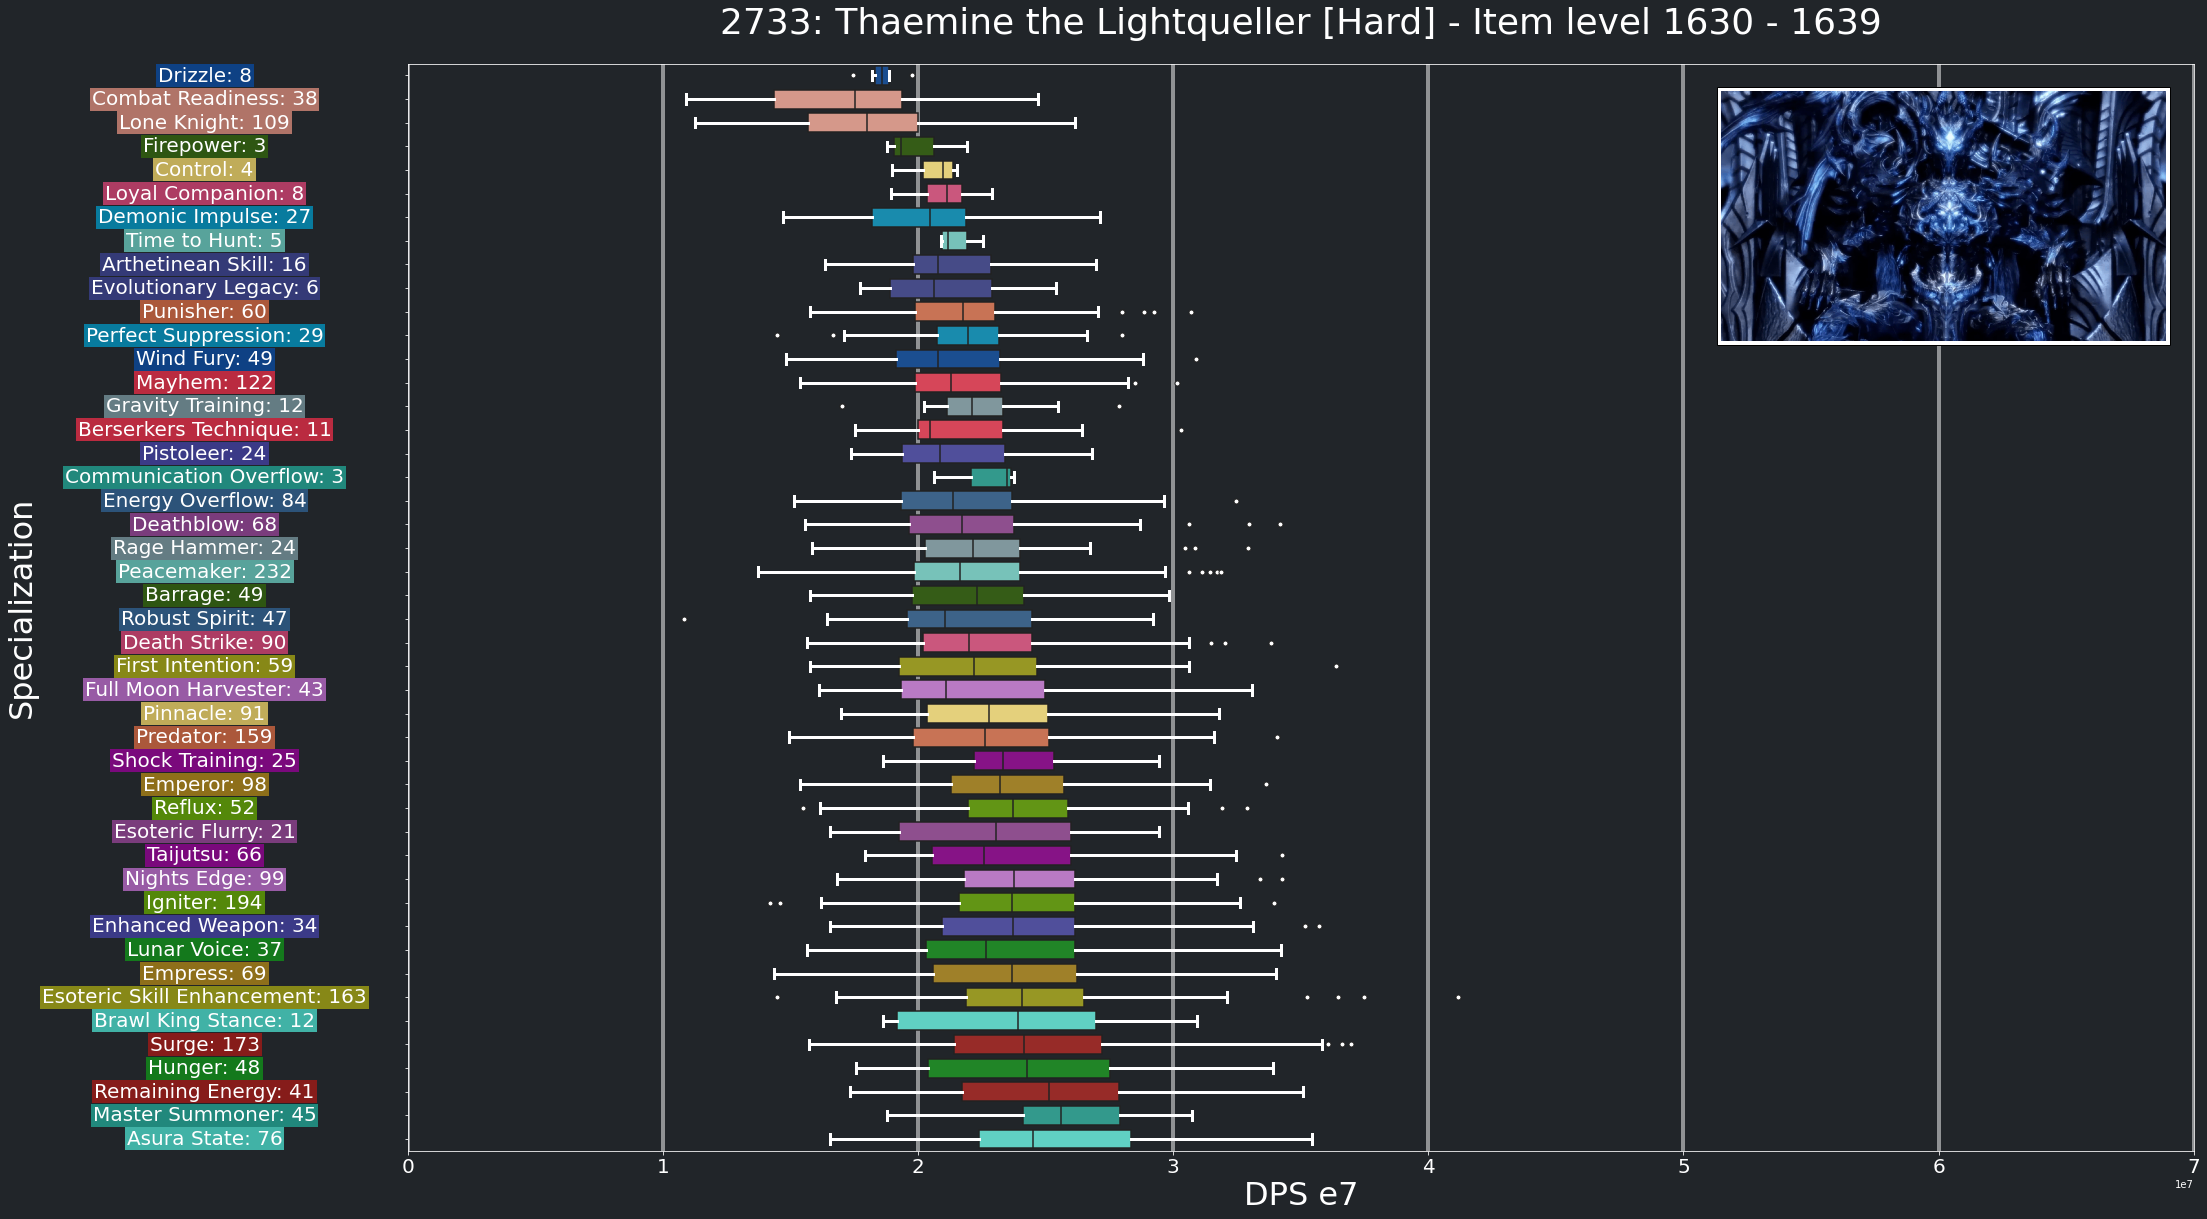 2733: Thaemine the Lightqueller [Hard] - Item level 1630 - 1639
Specialization
Drizzle: 8
Combat Readiness: 38
Lone Knight: 109
Firepower: 3
Control: 4
Loyal Companion: 8
Demonic Impulse: 27
Time to Hunt: 5
Arthetinean Skill: 16
Evolutionary Legacy: 6
Punisher: 60
Perfect Suppression: 29
Wind Fury: 49
Mayhem: 122
Gravity Training: 12
Berserkers Technique: 11
Pistoleer: 24
Communication Overflow: 3
Energy Overflow: 84
Deathblow: 68
Rage Hammer: 24
Peacemaker: 232
Barrage: 49
Robust Spirit: 47
Death Strike: 90
First Intention: 59
Full Moon Harvester: 43
Pinnacle: 91
Predator: 159
Shock Training: 25
Emperor: 98
Reflux: 52
Esoteric Flurry: 21
Taijutsu: 66
Nights Edge: 99
Igniter: 194
Enhanced Weapon: 34
Lunar Voice: 37
Empress: 69
Esoteric Skill Enhancement: 163
Brawl King Stance: 12
Surge: 173
Hunger: 48
Remaining Energy: 41
Master Summoner: 45
Asura State: 76
0 1 2 3 4 5 6 7
1e7
DPS e7